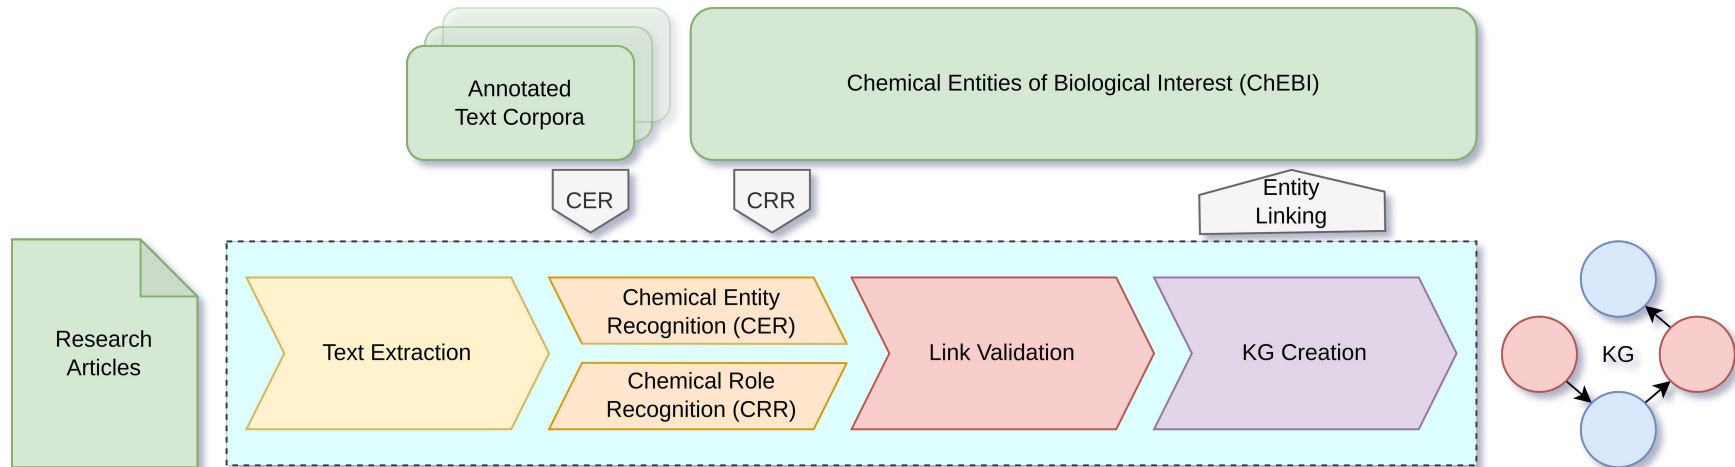 Annotated
Text Corpora
Chemical Entities of Biological Interest (ChEBI)
CER
CRR
Entity
Linking
Research
Articles
Text Extraction
Chemical Entity
Recognition (CER)
Chemical Role
Recognition (CRR)
Link Validation
KG Creation
KG